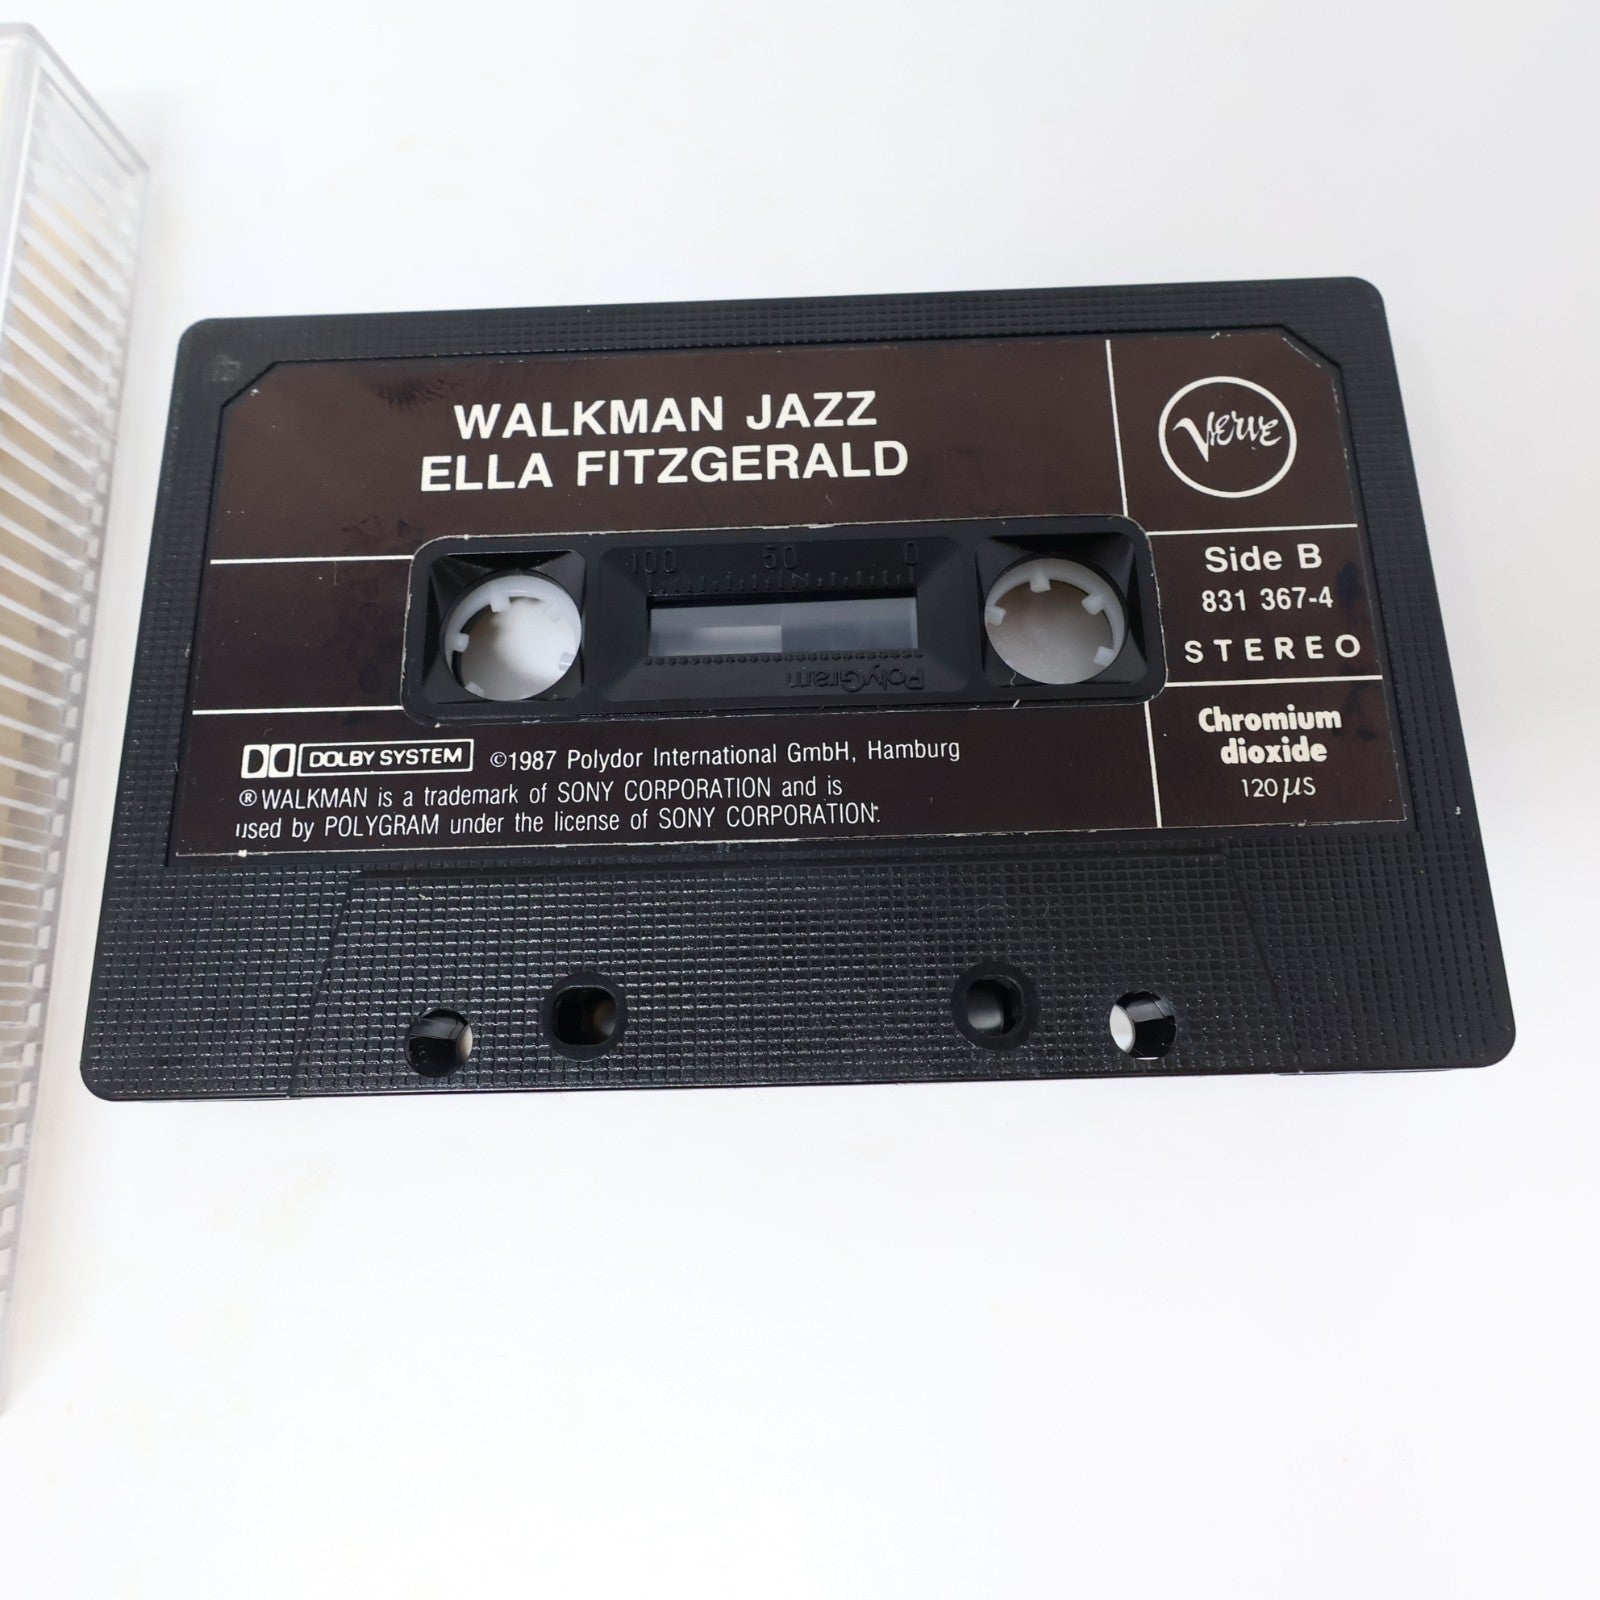 WALKMAN JAZZ
ELLA FITZGERALD
Verve
Side B
831 367-4
STEREO
100 50 0
PolyGram
Chromium
dioxide
120 µS
DOLBY SYSTEM ©1987 Polydor International GmbH, Hamburg
® WALKMAN is a trademark of SONY CORPORATION and is
used by POLYGRAM under the license of SONY CORPORATION.